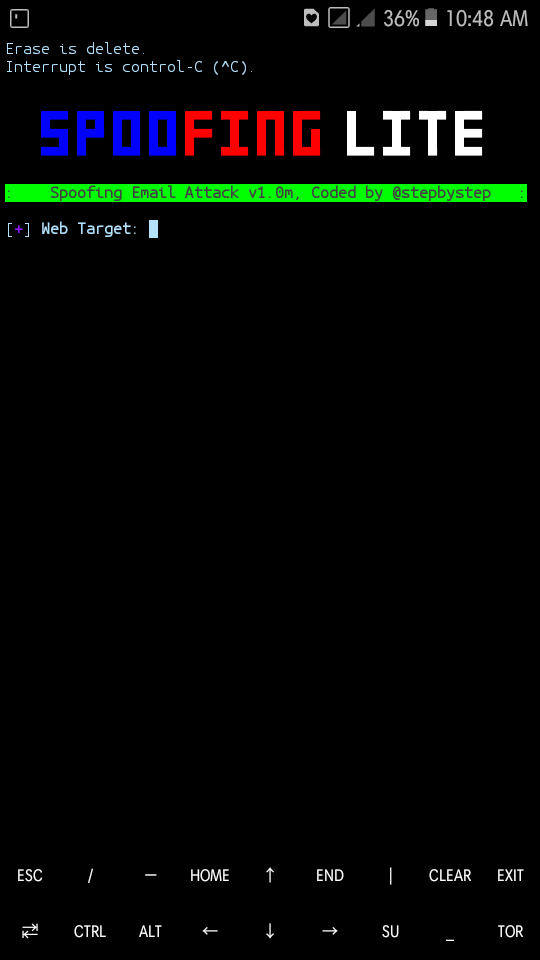 36% 10:48 AM
Erase is delete.
Interrupt is control-C (^C).
SPOOFING LITE
: Spoofing Email Attack v1.0m, Coded by @stepbystep :
[+] Web Target:
ESC / — HOME ↑ END | CLEAR EXIT
⇄ CTRL ALT ← ↓ → SU _ TOR